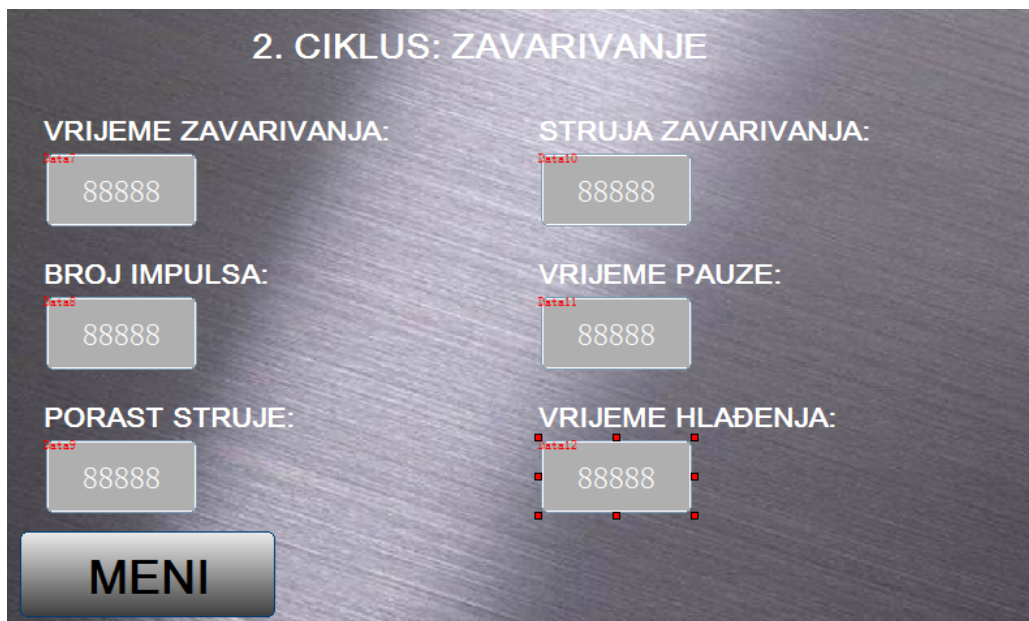 2. CIKLUS: ZAVARIVANJE
VRIJEME ZAVARIVANJA:
Data7
88888
STRUJA ZAVARIVANJA:
Data10
88888
BROJ IMPULSA:
Data8
88888
VRIJEME PAUZE:
Data11
88888
PORAST STRUJE:
Data9
88888
VRIJEME HLAĐENJA:
Data12
88888
MENI